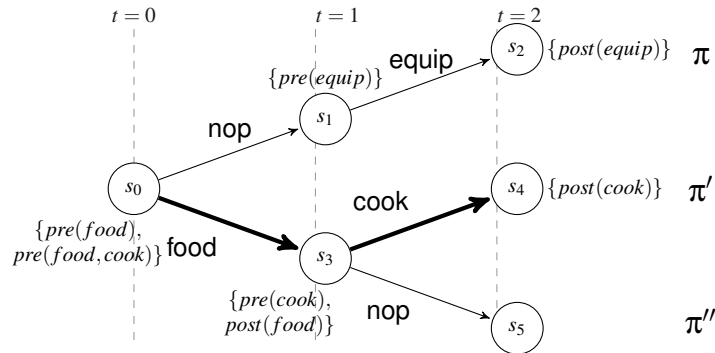 t = 0
t = 1
t = 2
s2
{post(equip)}
π
equip
{pre(equip)}
s1
nop
s0
s4
{post(cook)}
π′
cook
{pre(food),
pre(food,cook)}
food
s3
{pre(cook),
post(food)}
nop
s5
π′′